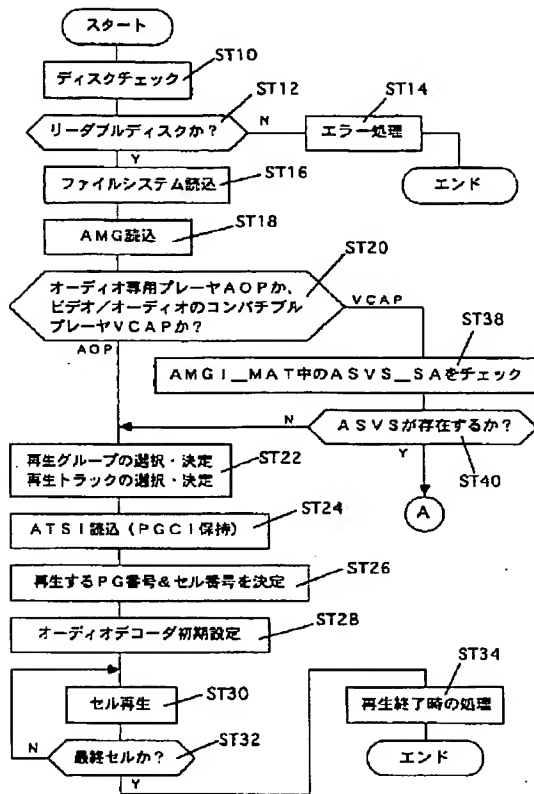 スタート
ST10
ディスクチェック
ST12
リーダブルディスクか?
N
ST14
エラー処理
Y
エンド
ST16
ファイルシステム読込
ST18
AMG読込
ST20
オーディオ専用プレーヤAOPか、
ビデオ/オーディオのコンパチブル
プレーヤVCAPか?
VCAP
AOP
ST38
AMGI_MAT中のASVS_SAをチェック
N
ASVSが存在するか?
Y
ST40
A
再生グループの選択・決定
再生トラックの選択・決定
ST22
ATSI読込(PGCI保持)
ST24
再生するPG番号&セル番号を決定
ST26
オーディオデコーダ初期設定
ST28
セル再生
ST30
ST34
再生終了時の処理
N
最終セルか?
ST32
Y
エンド